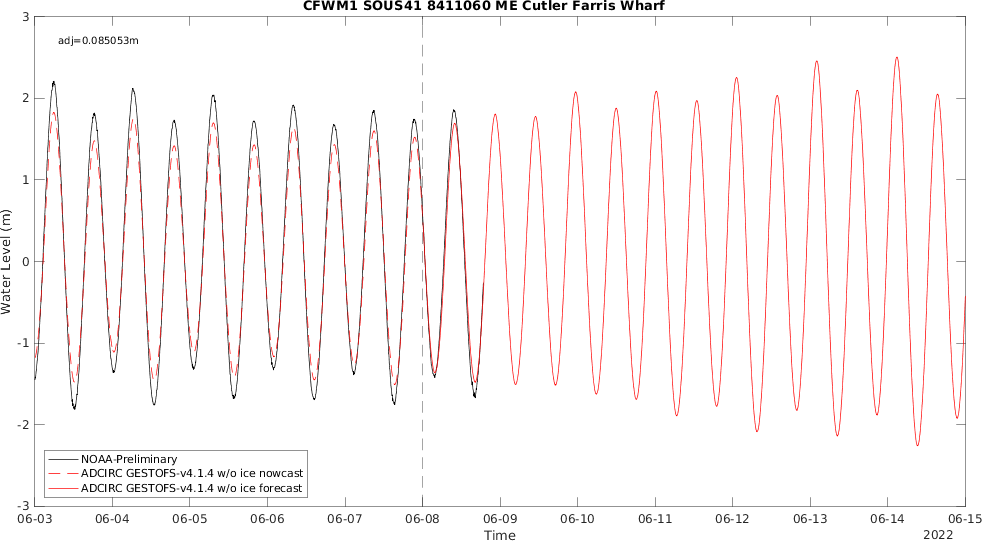 CFWM1 SOUS41 8411060 ME Cutler Farris Wharf
adj=0.085053m
3
2
1
0
-1
-2
-3
Water Level (m)
NOAA-Preliminary
ADCIRC GESTOFS-v4.1.4 w/o ice nowcast
ADCIRC GESTOFS-v4.1.4 w/o ice forecast
06-03 06-04 06-05 06-06 06-07 06-08 06-09 06-10 06-11 06-12 06-13 06-14 06-15
Time
2022